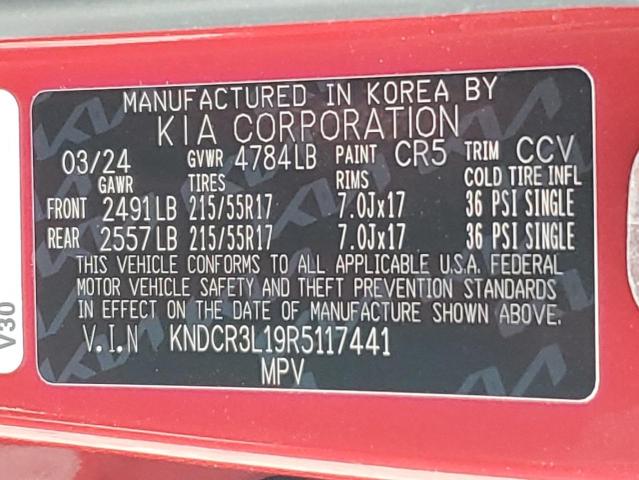 MANUFACTURED IN KOREA BY
KIA CORPORATION
03/24 GVWR 4784LB PAINT CR5 TRIM CCV
GAWR TIRES RIMS COLD TIRE INFL
FRONT 2491LB 215/55R17 7.0Jx17 36 PSI SINGLE
REAR 2557LB 215/55R17 7.0Jx17 36 PSI SINGLE
THIS VEHICLE CONFORMS TO ALL APPLICABLE U.S.A. FEDERAL
MOTOR VEHICLE SAFETY AND THEFT PREVENTION STANDARDS
IN EFFECT ON THE DATE OF MANUFACTURE SHOWN ABOVE.
V.I.N KNDCR3L19R5117441
MPV
V30